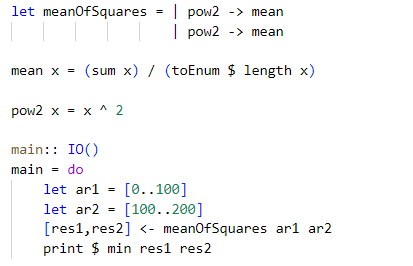 let meanOfSquares = | pow2 -> mean
                    | pow2 -> mean

mean x = (sum x) / (toEnum $ length x)

pow2 x = x ^ 2

main:: IO()
main = do
    let ar1 = [0..100]
    let ar2 = [100..200]
    [res1,res2] <- meanOfSquares ar1 ar2
    print $ min res1 res2